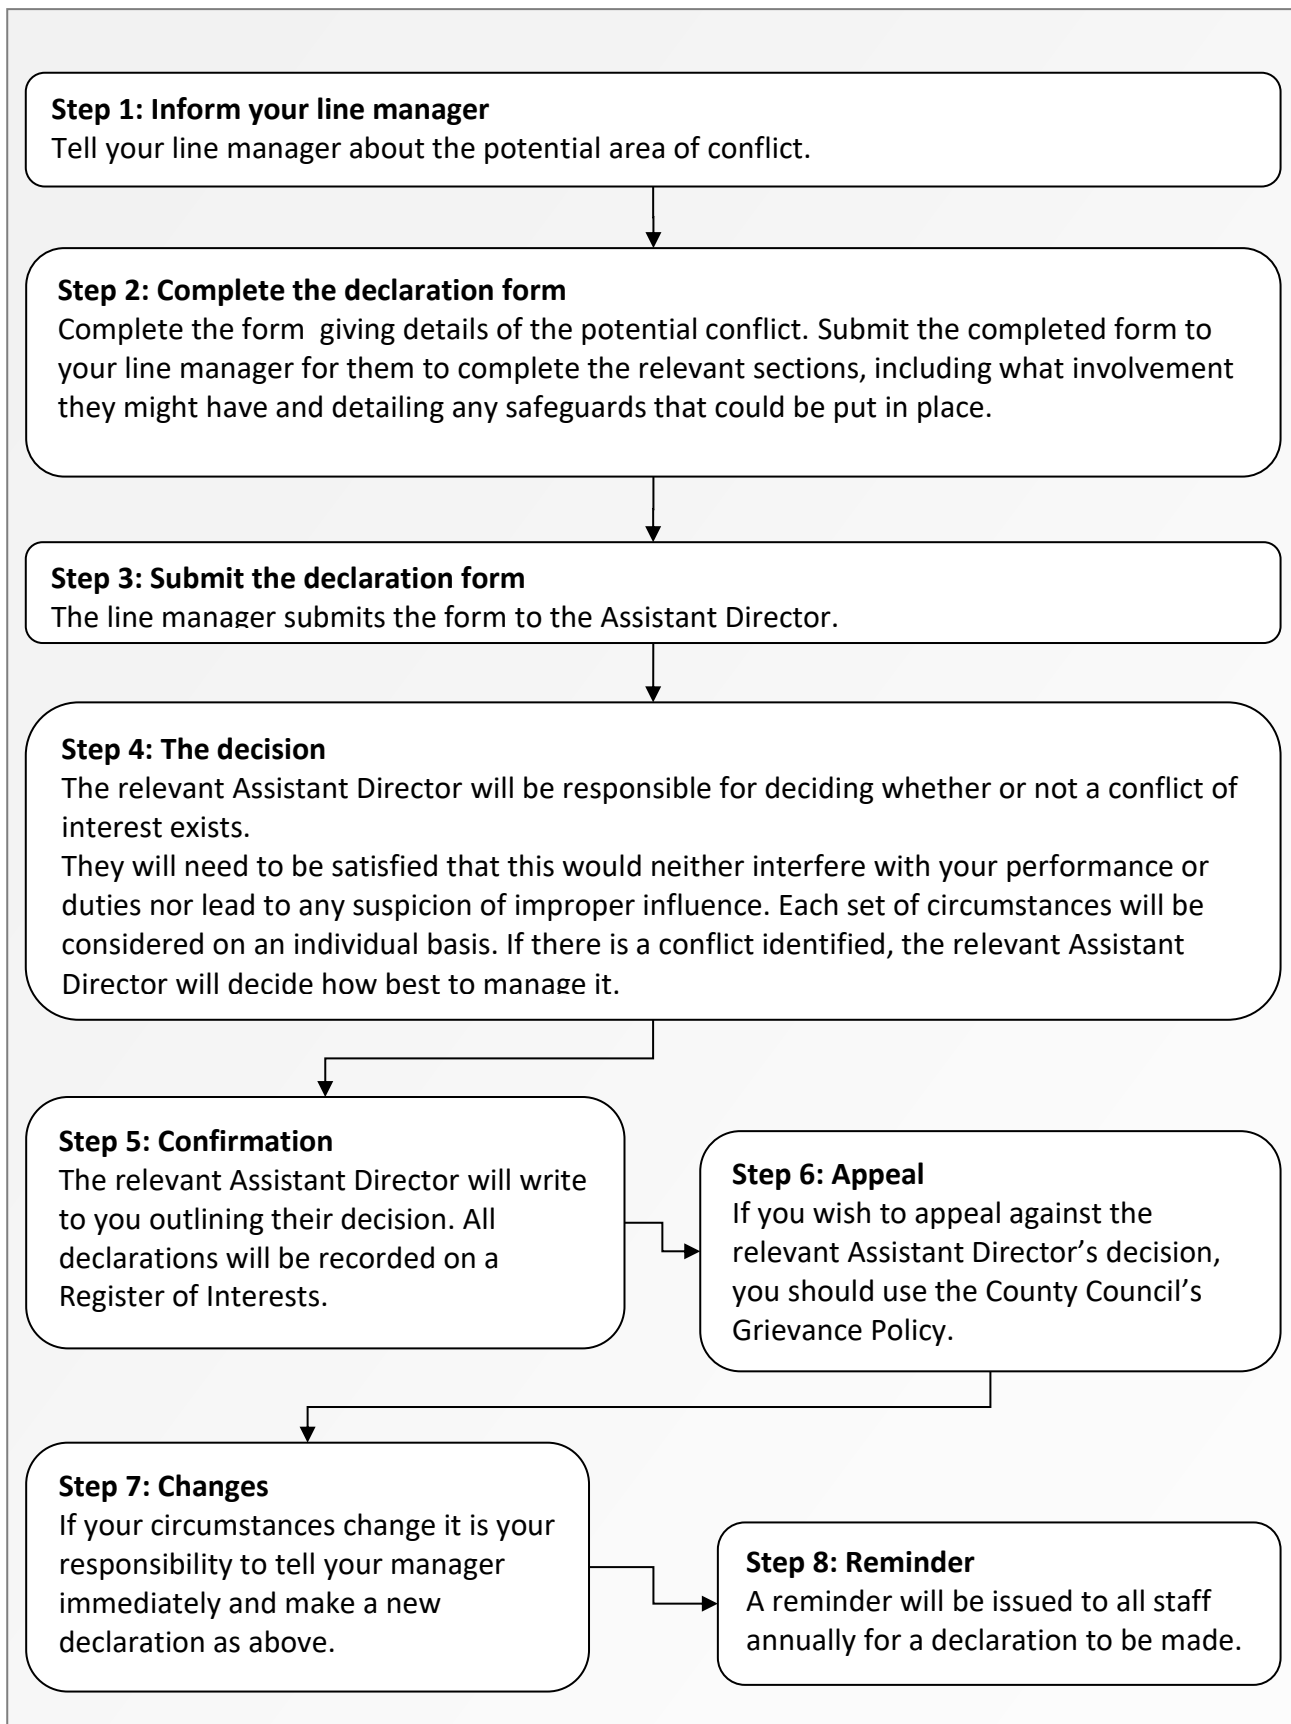 Step 1: Inform your line manager
Tell your line manager about the potential area of conflict.
Step 2: Complete the declaration form
Complete the form  giving details of the potential conflict. Submit the completed form to
your line manager for them to complete the relevant sections, including what involvement
they might have and detailing any safeguards that could be put in place.
Step 3: Submit the declaration form
The line manager submits the form to the Assistant Director.
Step 4: The decision
The relevant Assistant Director will be responsible for deciding whether or not a conflict of
interest exists.
They will need to be satisfied that this would neither interfere with your performance or
duties nor lead to any suspicion of improper influence. Each set of circumstances will be
considered on an individual basis. If there is a conflict identified, the relevant Assistant
Director will decide how best to manage it.
Step 5: Confirmation
The relevant Assistant Director will write
to you outlining their decision. All
declarations will be recorded on a
Register of Interests.
Step 6: Appeal
If you wish to appeal against the
relevant Assistant Director’s decision,
you should use the County Council’s
Grievance Policy.
Step 7: Changes
If your circumstances change it is your
responsibility to tell your manager
immediately and make a new
declaration as above.
Step 8: Reminder
A reminder will be issued to all staff
annually for a declaration to be made.